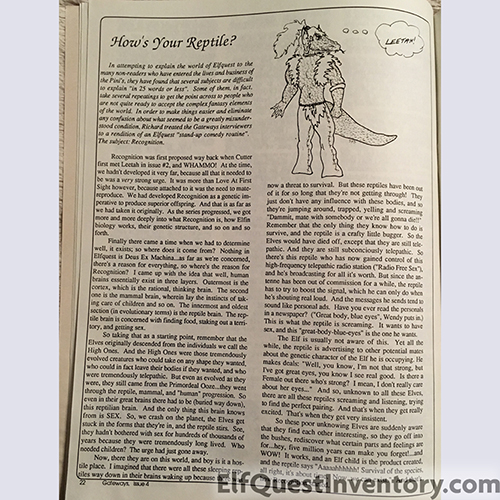 How's Your Reptile?
LEETAH!
In attempting to explain the world of Elfquest to the
many non-readers who have entered the lives and business of
the Pini's, they have found that several subjects are difficult
to explain "in 25 words or less". Some of them, in fact,
take several repeatings to get the point across to people who
are not quite ready to accept the complex fantasy elements
of the world. In order to make things easier and eliminate
any confusion about what seemed to be a greatly misunder-
stood condition, Richard treated the Gateways interviewers
to a rendition of an Elfquest "stand-up comedy routine".
The subject: Recognition.
Recognition was first proposed way back when Cutter
first met Leetah in issue #2, and WHAMMO! At the time,
we hadn't developed it very far, because all that it needed to
be was a very strong urge. It was more than Love At First
Sight however, because attached to it was the need to mate-
reproduce. We had developed Recognition as a genetic im-
perative to produce superior offspring. And that is as far as
we had taken it originally. As the series progressed, we got
more and more deeply into what Recognition is, how Elfin
biology works, their genetic structure, and so on and so
forth.
Finally there came a time when we had to determine
well, it exists; so where does it come from? Nothing in
Elfquest is Deus Ex Machina...as far as we're concerned,
there's a reason for everything, so where's the reason for
Recognition? I came up with the idea that well, human
brains essentially exist in three layers. Outermost is the
cortex, which is the rational, thinking brain. The second
one is the mammal brain, wherein lay the instincts of tak-
ing care of children and so on. The innermost and oldest
section (in evolutionary terms) is the reptile brain. The rep-
tile brain is concerned with finding food, staking out a terri-
tory, and getting sex.
So taking that as a starting point, remember that the
Elves originally descended from the individuals we call the
High Ones. And the High Ones were those tremendously
evolved creatures who could take on any shape they wanted,
who could in fact leave their bodies if they wanted, and who
were tremendously telepathic. But even as evolved as they
were, they still came from the Primordial Ooze...they went
through the reptile, mammal, and "human" progression. So
even in their great brains there had to be (buried way down),
this reptilian brain. And the only thing this brain knows
from is SEX. So, we crash on the planet, the Elves get
stuck in the forms that they're in, and the reptile stirs. See,
they hadn't bothered with sex for hundreds of thousands of
years because they were tremendously long lived. Who
needed children? The urge had just gone away.
Now, there they are on this world, and boy is it a hos-
tile place. I imagined that there were all these sleeping rep-
tiles way down in their brains waking up because there
now a threat to survival. But these reptiles have been out
of it for so long that they're not getting through! They
just don't have any influence with these bodies, and so
they're jumping around, trapped, yelling and screaming
"Dammit, mate with somebody or we're all gonna die!!"
Remember that the only thing they know how to do is
survive, and the reptile is a crafty little bugger. So the
Elves would have died off, except that they are still tele-
pathic. And they are still subconciously telepathic. So
there's this reptile who has now gained control of this
high-frequency telepathic radio station ("Radio Free Sex"),
and he's broadcasting for all it's worth. But since the an-
tenna has been out of commission for a while, the reptile
has to try to boost the signal, which he can only do when
he's shouting real loud. And the messages he's shouting tend to
sound like personal ads. Have you ever read the personals
in a newspaper? ("Great body, blue eyes", Wendy puts in.)
This is what the reptile is screaming. It wants to have
sex, and this "great-body-blue-eyes" is the one he wants.
The Elf is usually not aware of this. Yet all the
while, the reptile is advertising to other potential mates
about the genetic character of the Elf he is occupying. He
makes deals: "Well, you know, I'm not that strong, but
I've got great eyes, you know I see real good. Is there a
Female out there who's strong? I mean, I don't really care
about her eyes..." And so, unknown to all these Elves,
there are all these reptiles screaming and listening, trying
to find the perfect pairing. And that's when they get really
excited. That's when they get very insistent.
So these poor unknowing Elves are suddenly aware
that they find each other interesting, so they go off into
the bushes, rediscover what certain parts and feelings are
for...hey, five million years can make you forget...and
WOW! It works, and an Elf child is the product created,
and the reptile says "Aaaahhhhhh! Survival of the species,
all right, it's about
22 Gateways, issue 4
ElfQuestInventory.com